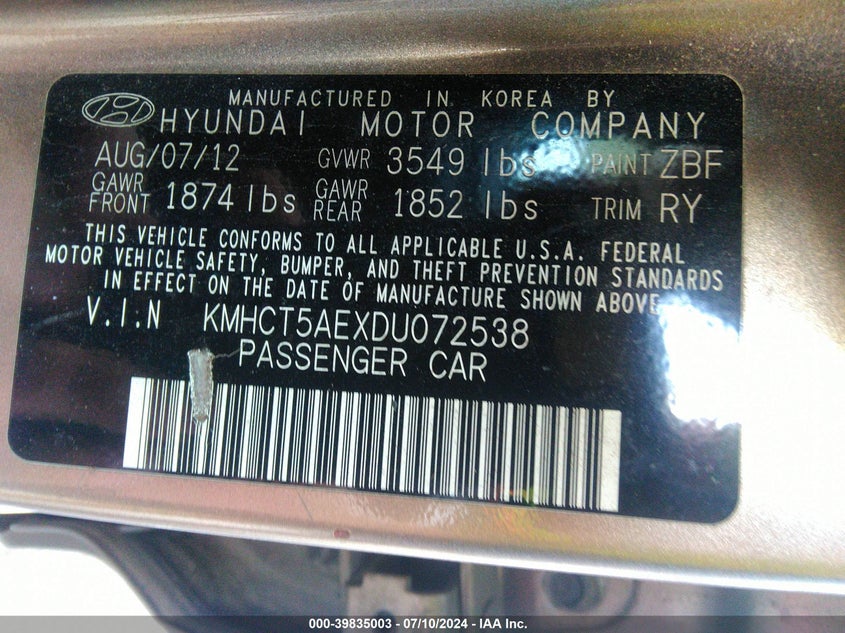 MANUFACTURED IN KOREA BY
HYUNDAI MOTOR COMPANY
AUG/07/12 GVWR 3549 lbs PAINT ZBF
GAWR FRONT 1874 lbs GAWR REAR 1852 lbs TRIM RY
THIS VEHICLE CONFORMS TO ALL APPLICABLE U.S.A. FEDERAL
MOTOR VEHICLE SAFETY, BUMPER, AND THEFT PREVENTION STANDARDS
IN EFFECT ON THE DATE OF MANUFACTURE SHOWN ABOVE
V.I.N KMHCT5AEXDU072538
PASSENGER CAR
000-39835003 - 07/10/2024 - IAA Inc.